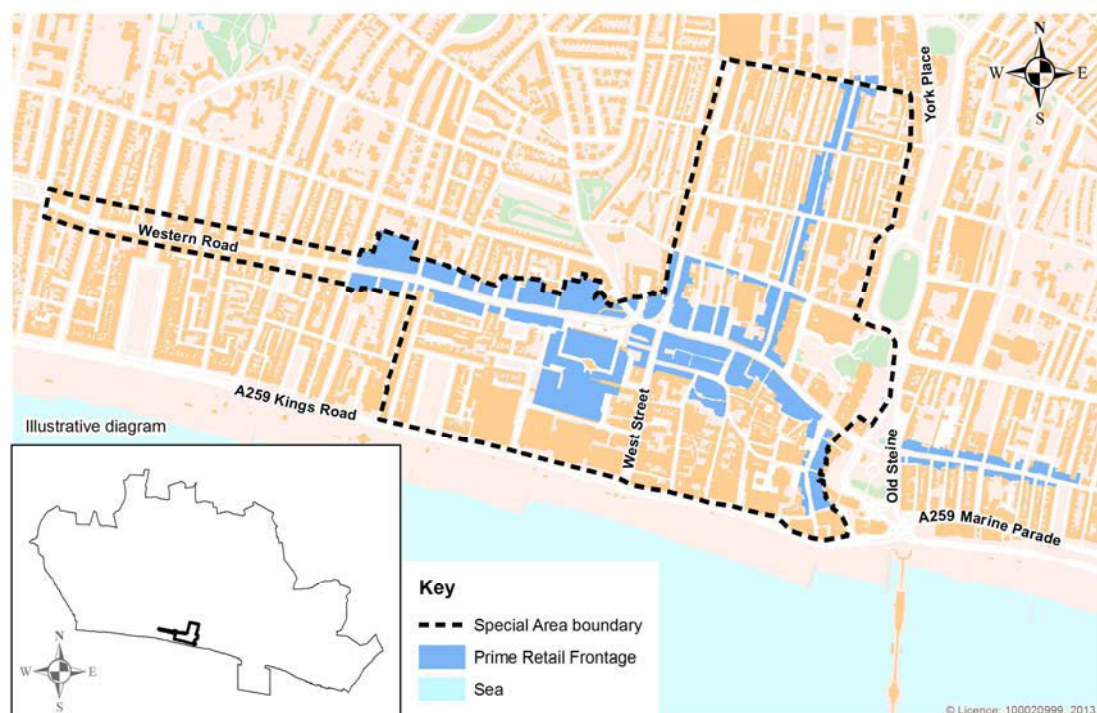 N
W E
S
York Place
Western Road
A259 Kings Road
West Street
Old Steine
A259 Marine Parade
Illustrative diagram
N
W E
S
Key
Special Area boundary
Prime Retail Frontage
Sea
© Licence: 100020999, 2013